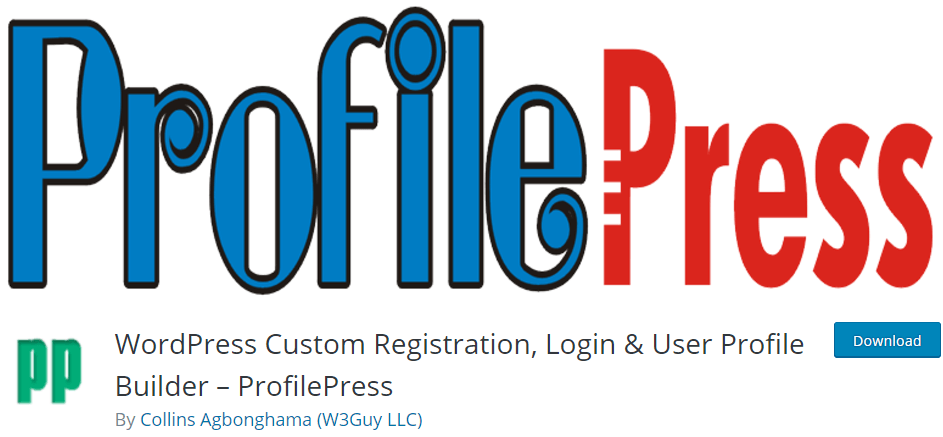 ProfilePress
pp
WordPress Custom Registration, Login & User Profile
Download
Builder – ProfilePress
By Collins Agbonghama (W3Guy LLC)